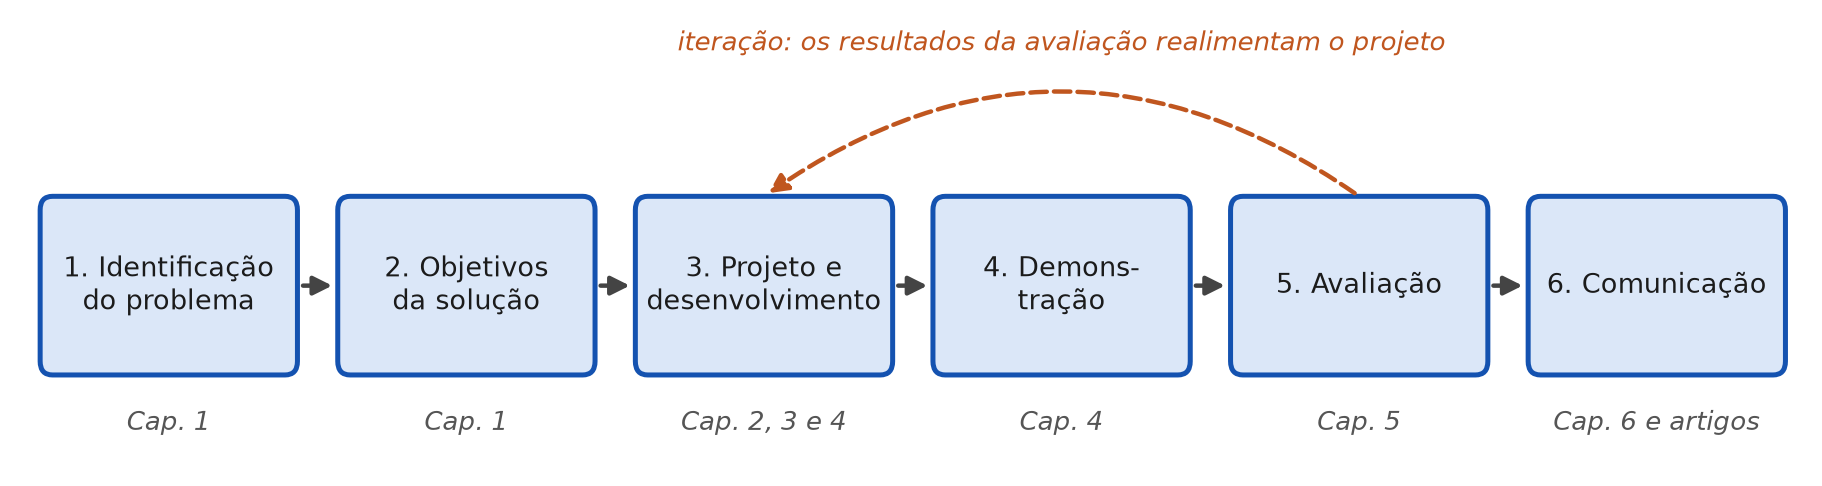 iteração: os resultados da avaliação realimentam o projeto
1. Identificação
do problema
2. Objetivos
da solução
3. Projeto e
desenvolvimento
4. Demons-
tração
5. Avaliação
6. Comunicação
Cap. 1
Cap. 1
Cap. 2, 3 e 4
Cap. 4
Cap. 5
Cap. 6 e artigos